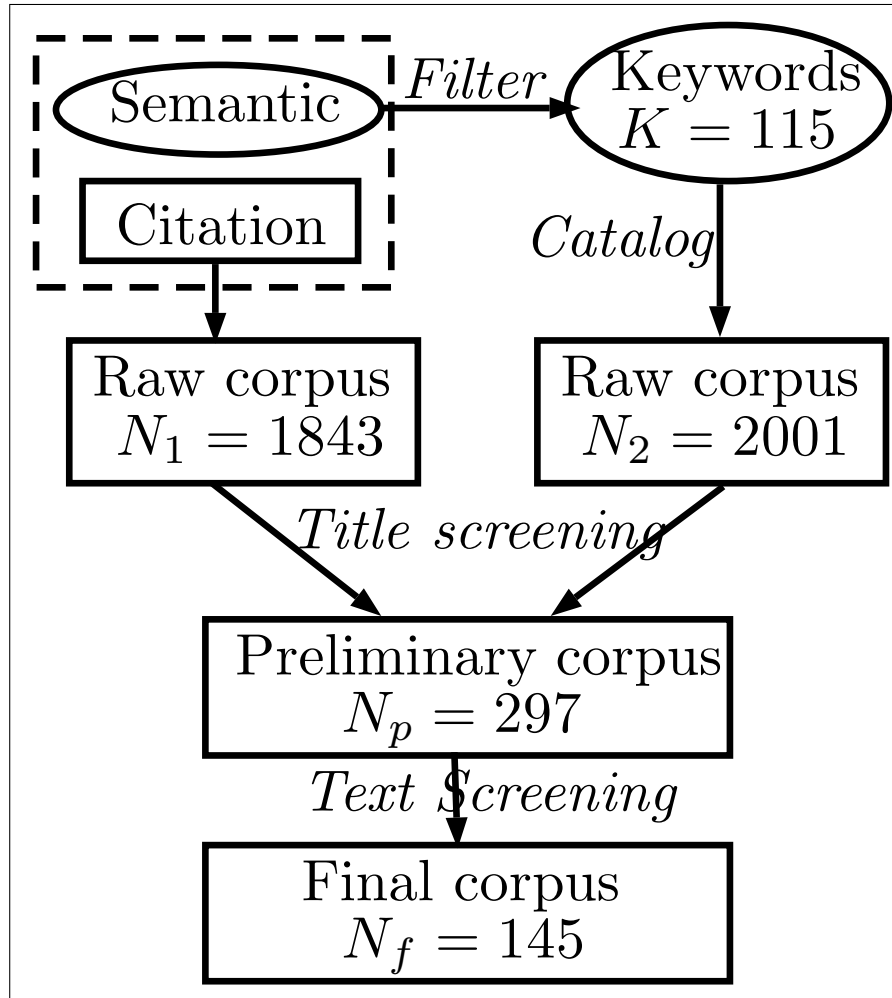 Semantic
Filter
Keywords
K = 115
Citation
Catalog
Raw corpus
N₁ = 1843
Raw corpus
N₂ = 2001
Title screening
Preliminary corpus
Nₚ = 297
Text Screening
Final corpus
N_f = 145